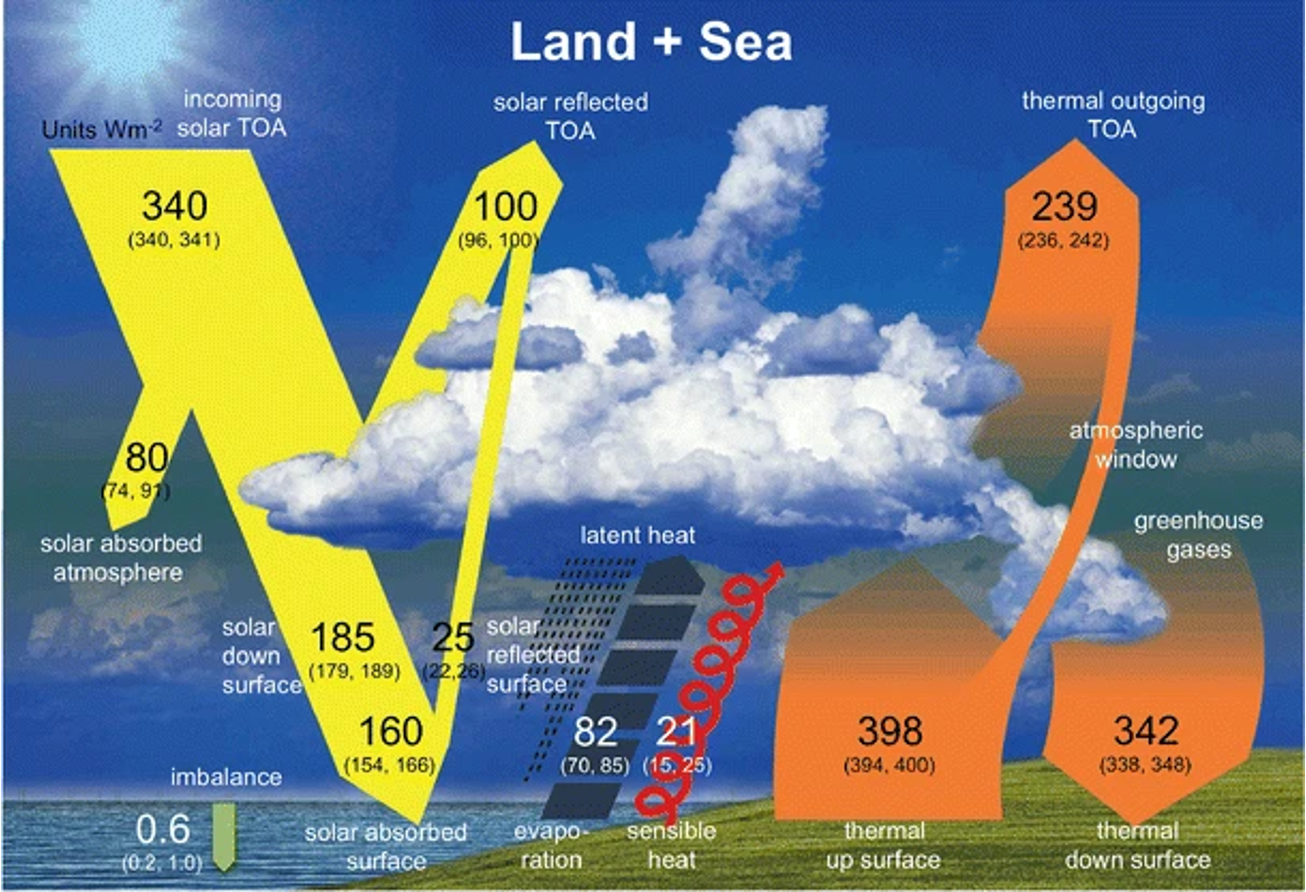 Land + Sea
Units Wm-2
incoming
solar TOA
solar reflected
TOA
thermal outgoing
TOA
340
(340, 341)
100
(96, 100)
239
(236, 242)
atmospheric
window
80
(74, 91)
solar absorbed
atmosphere
greenhouse
gases
latent heat
solar
down
surface
185
(179, 189)
25
(22,26)
solar
reflected
surface
160
(154, 166)
82
(70, 85)
21
(15, 25)
398
(394, 400)
342
(338, 348)
imbalance
0.6
(0.2, 1.0)
solar absorbed
surface
evapo-
ration
sensible
heat
thermal
up surface
thermal
down surface